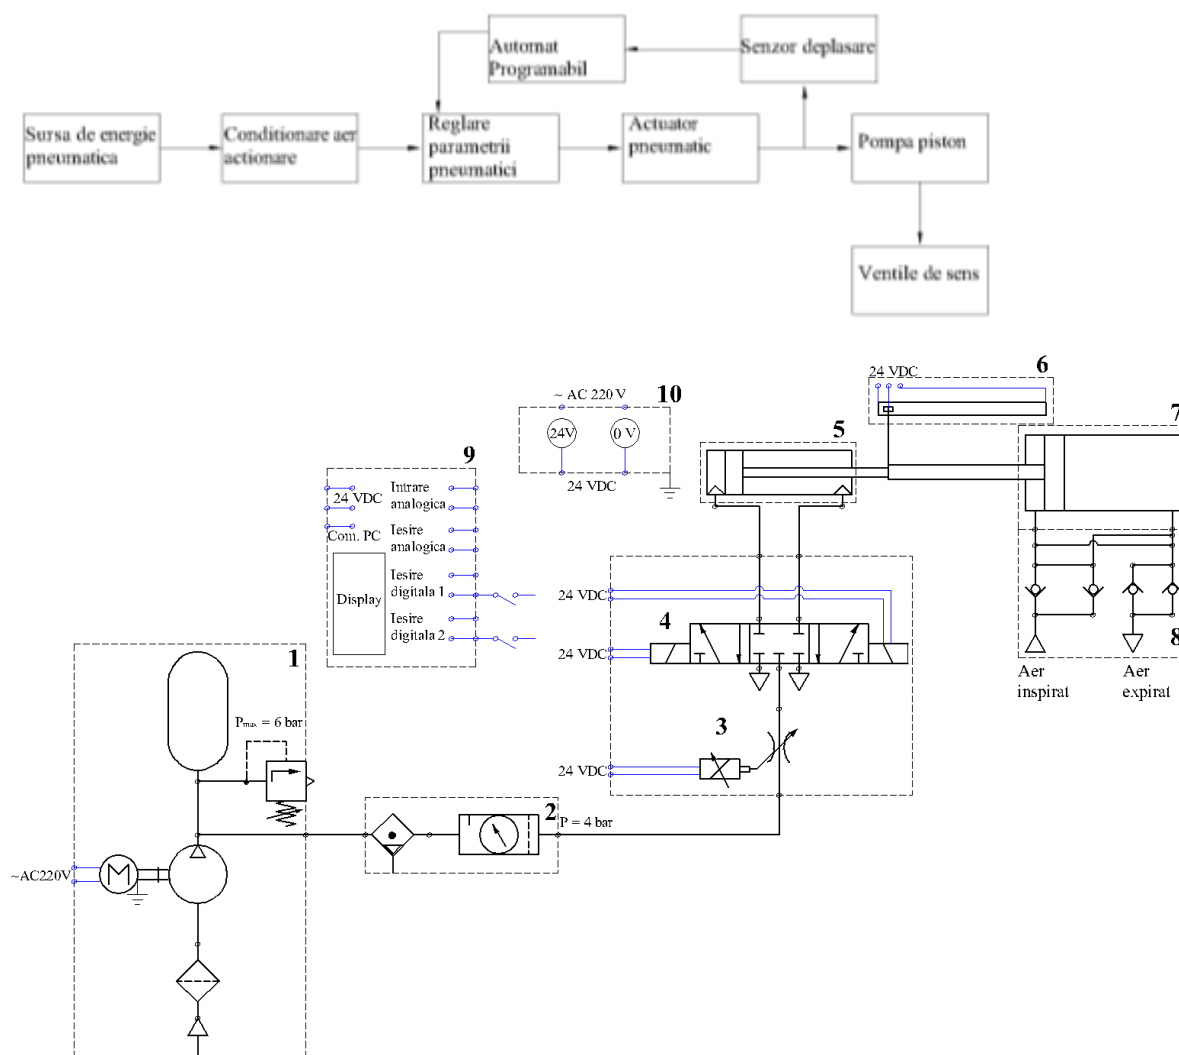 Automat
Programabil
Senzor deplasare
Sursa de energie
pneumatica
Conditionare aer
actionare
Reglare
parametrii
pneumatici
Actuator
pneumatic
Pompa piston
Ventile de sens
24 VDC
6
~ AC 220 V
10
24V
0 V
24 VDC
5
7
9
24 VDC
Com. PC
Display
Intrare
analogica
Iesire
analogica
Iesire
digitala 1
Iesire
digitala 2
24 VDC
4
24 VDC
3
24 VDC
8
Aer
inspirat
Aer
expirat
1
Pmax = 6 bar
2
P = 4 bar
M
~AC220V